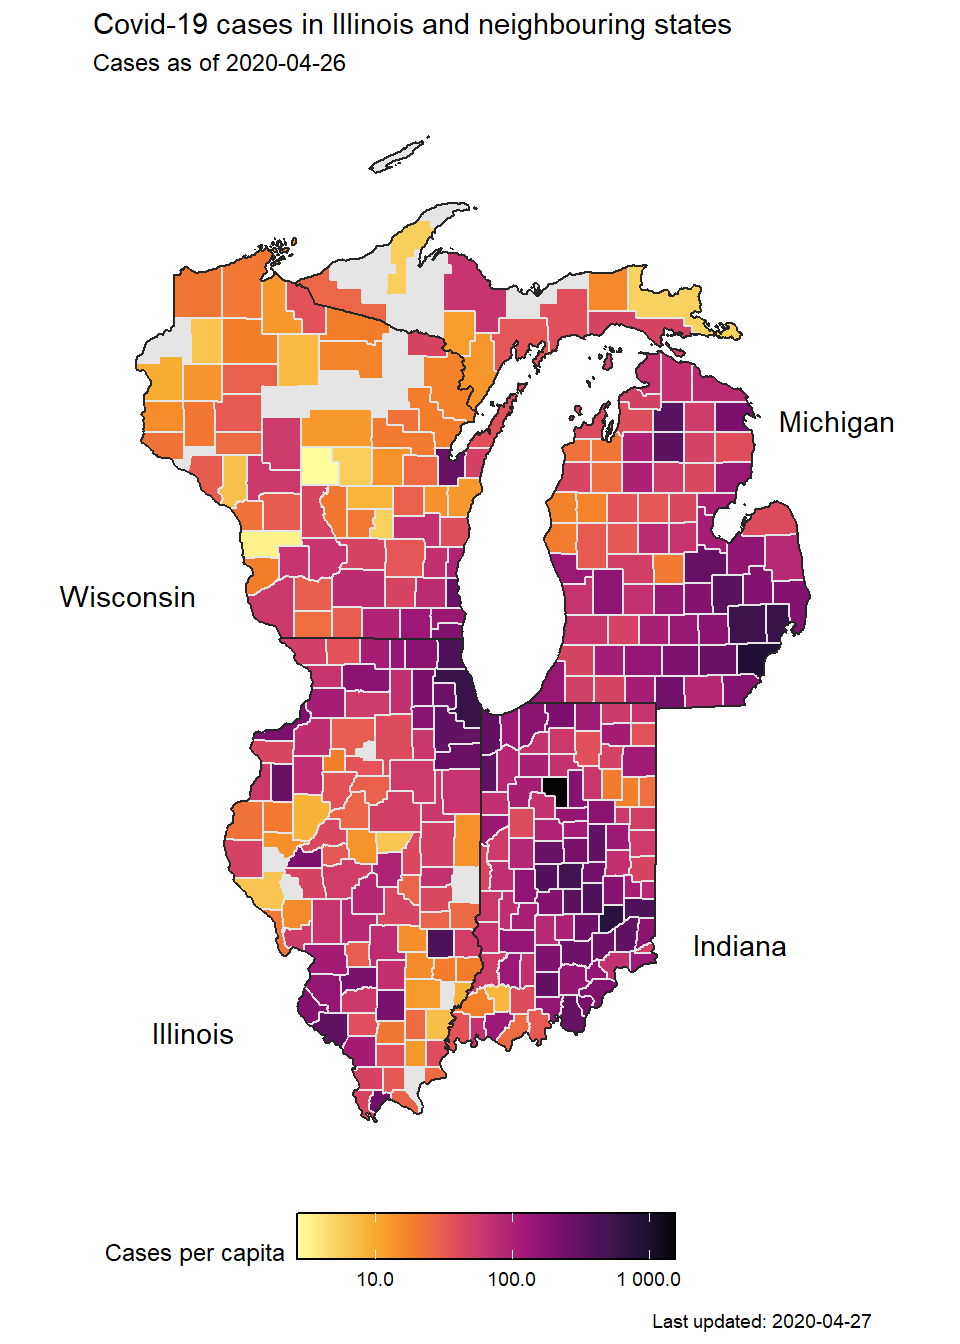 Covid-19 cases in Illinois and neighbouring states
Cases as of 2020-04-26
Michigan
Wisconsin
Indiana
Illinois
Cases per capita
10.0 100.0 1 000.0
Last updated: 2020-04-27